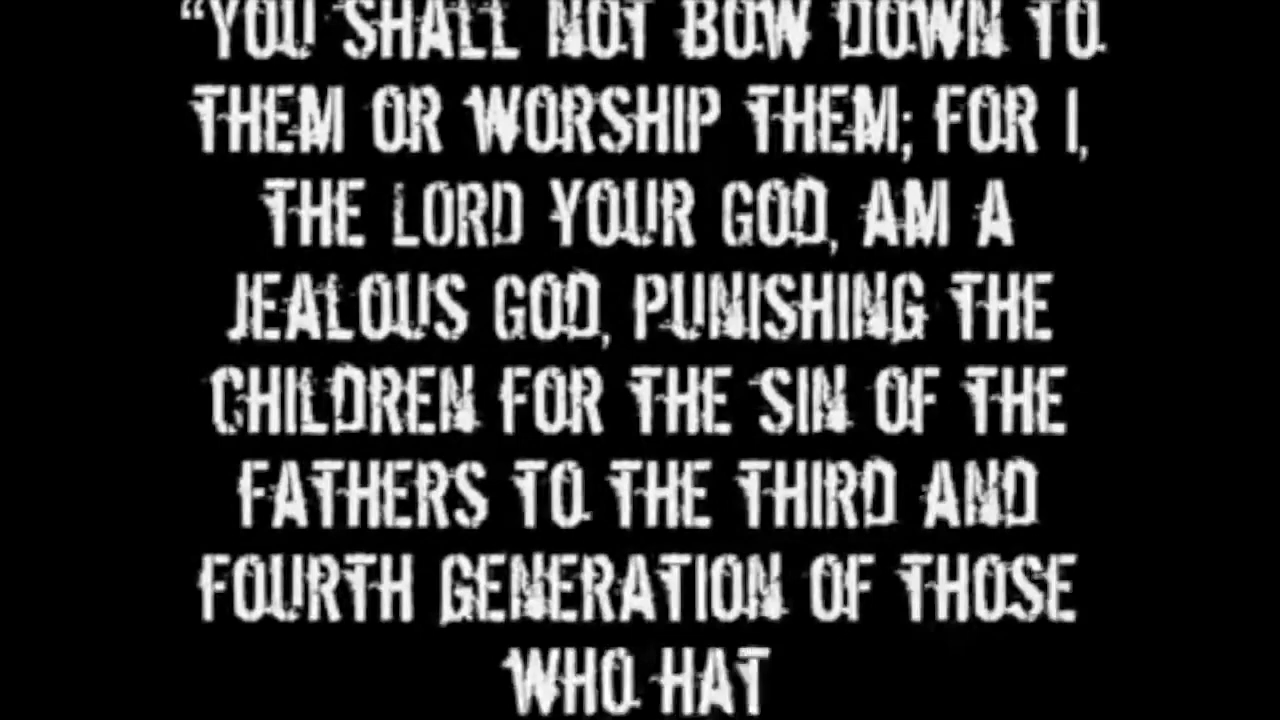 “YOU SHALL NOT BOW DOWN TO
THEM OR WORSHIP THEM; FOR I,
THE LORD YOUR GOD, AM A
JEALOUS GOD, PUNISHING THE
CHILDREN FOR THE SIN OF THE
FATHERS TO THE THIRD AND
FOURTH GENERATION OF THOSE
WHO HAT